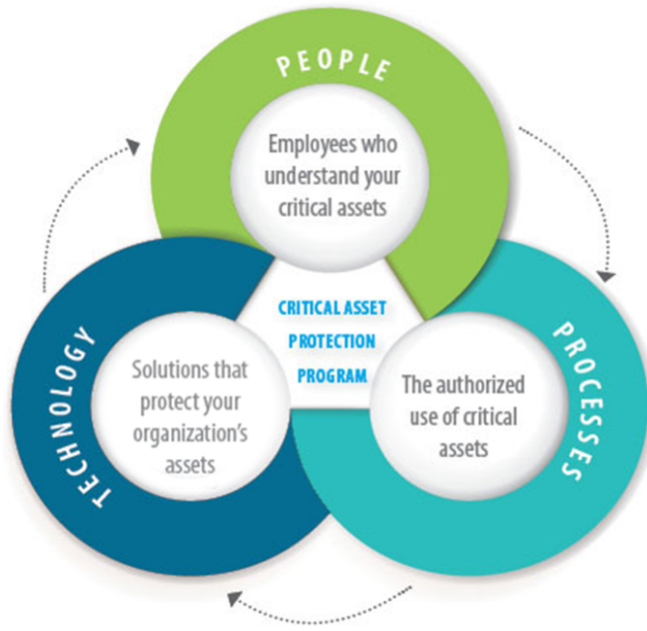 PEOPLE
Employees who
understand your
critical assets
CRITICAL ASSET
PROTECTION
PROGRAM
TECHNOLOGY
Solutions that
protect your
organization's
assets
PROCESSES
The authorized
use of critical
assets